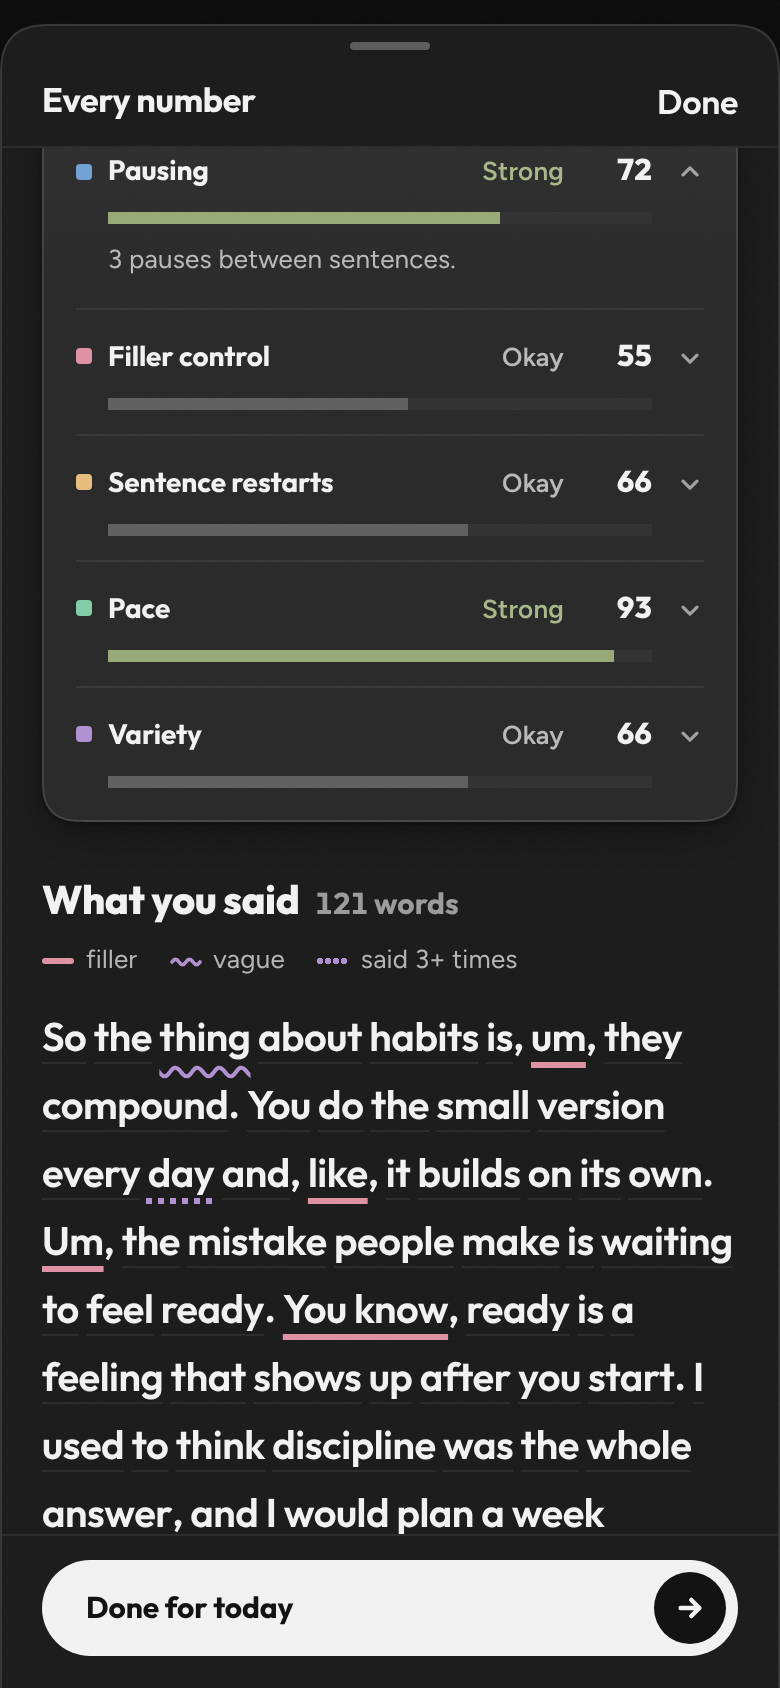 Every number
Done
Pausing
Strong
72
3 pauses between sentences.
Filler control
Okay
55
Sentence restarts
Okay
66
Pace
Strong
93
Variety
Okay
66
What you said 121 words
filler
vague
said 3+ times
So the thing about habits is, um, they
compound. You do the small version
every day and, like, it builds on its own.
Um, the mistake people make is waiting
to feel ready. You know, ready is a
feeling that shows up after you start. I
used to think discipline was the whole
answer, and I would plan a week
Done for today